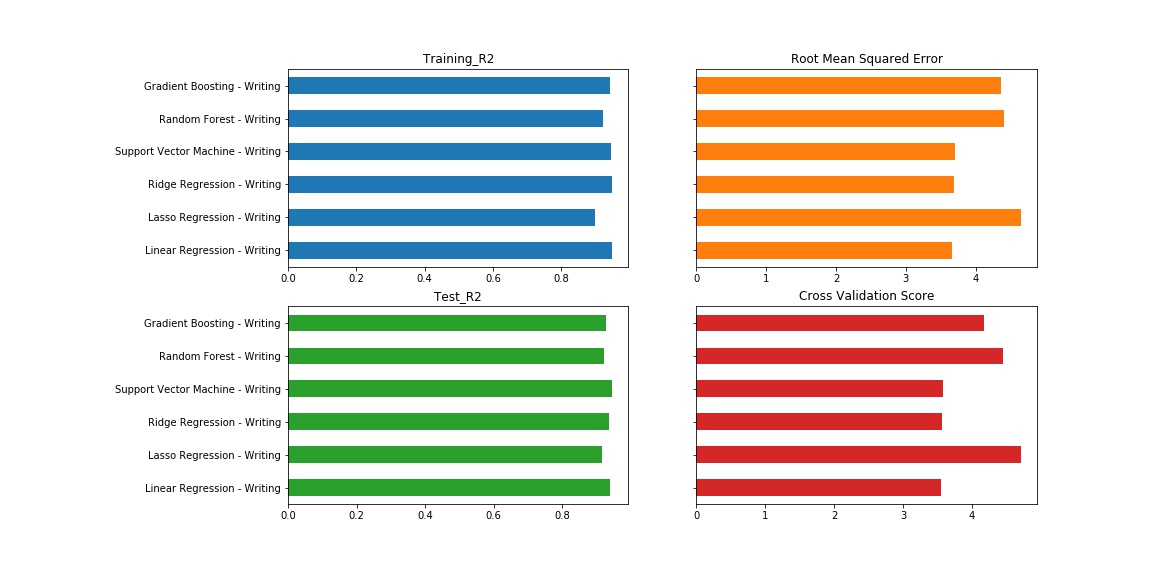 Training_R2
Gradient Boosting - Writing
Random Forest - Writing
Support Vector Machine - Writing
Ridge Regression - Writing
Lasso Regression - Writing
Linear Regression - Writing
0.0 0.2 0.4 0.6 0.8
Root Mean Squared Error
0 1 2 3 4
Test_R2
Gradient Boosting - Writing
Random Forest - Writing
Support Vector Machine - Writing
Ridge Regression - Writing
Lasso Regression - Writing
Linear Regression - Writing
0.0 0.2 0.4 0.6 0.8
Cross Validation Score
0 1 2 3 4